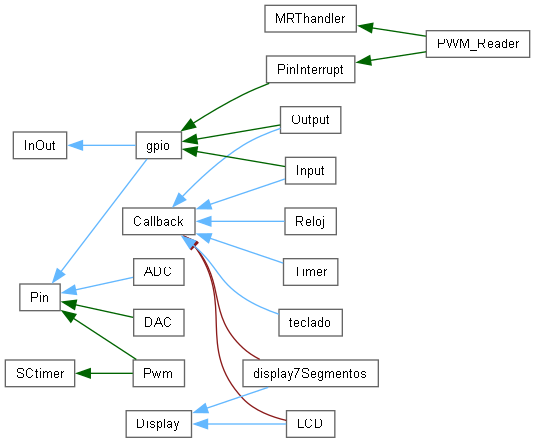 MRThandler
PWM_Reader
PinInterrupt
Output
InOut
gpio
Input
Callback
Reloj
ADC
Timer
Pin
DAC
teclado
SCtimer
Pwm
display7Segmentos
Display
LCD